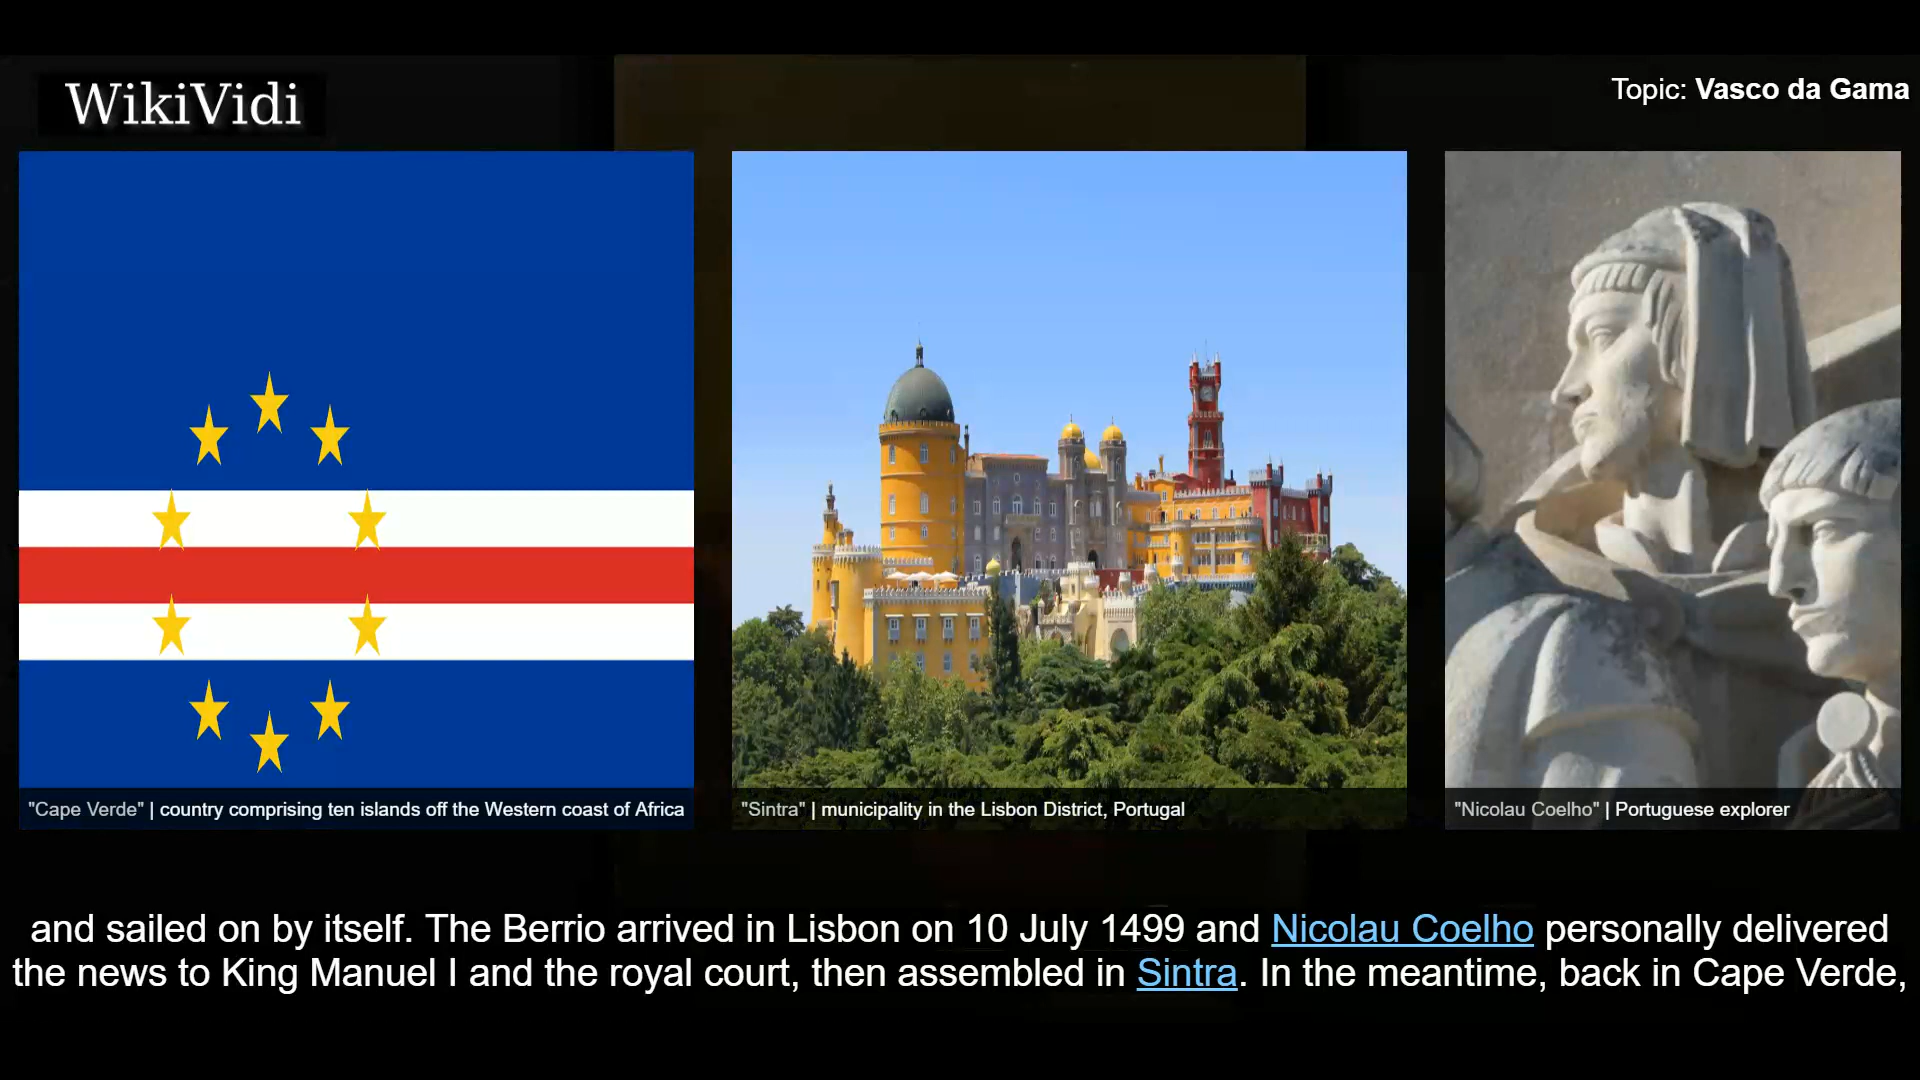 WikiVidi
Topic: Vasco da Gama
"Cape Verde" | country comprising ten islands off the Western coast of Africa
"Sintra" | municipality in the Lisbon District, Portugal
"Nicolau Coelho" | Portuguese explorer
and sailed on by itself. The Berrio arrived in Lisbon on 10 July 1499 and Nicolau Coelho personally delivered
the news to King Manuel I and the royal court, then assembled in Sintra. In the meantime, back in Cape Verde,